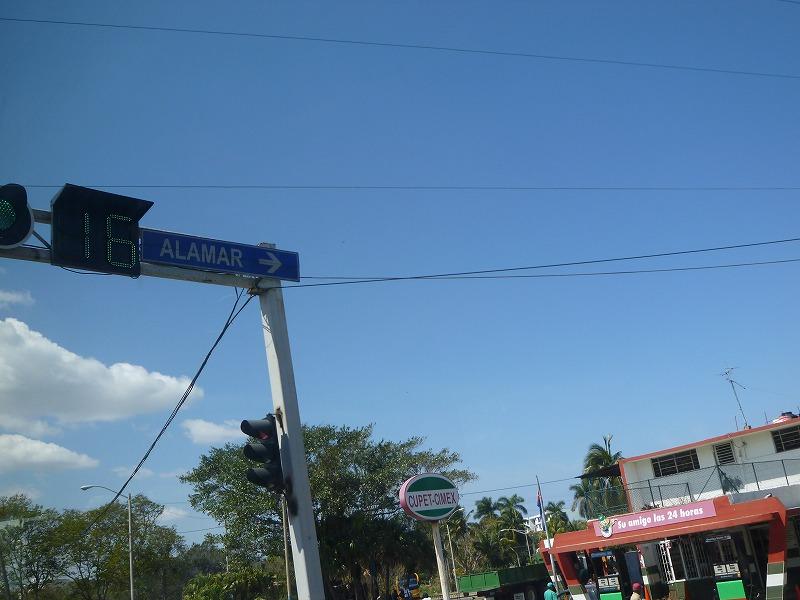 16
ALAMAR →
CUPET-CIMEX
Su amigo las 24 horas